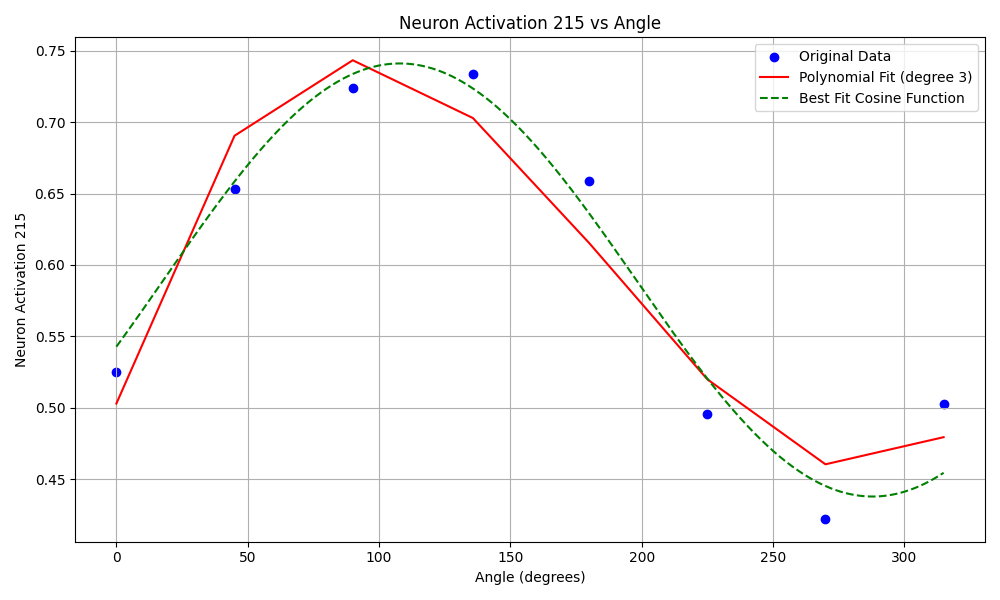 Neuron Activation 215 vs Angle
Original Data
Polynomial Fit (degree 3)
Best Fit Cosine Function
Neuron Activation 215
0.75
0.70
0.65
0.60
0.55
0.50
0.45
0 50 100 150 200 250 300
Angle (degrees)